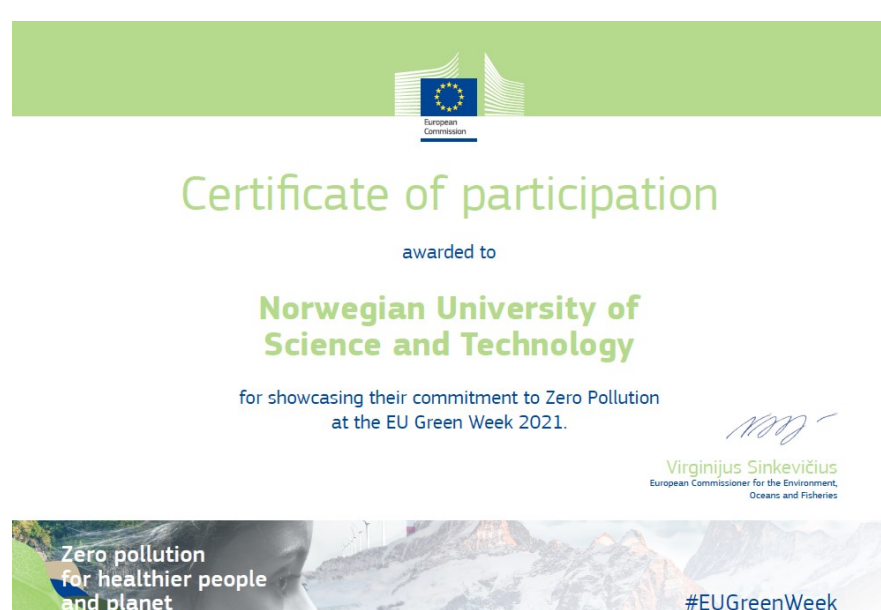 European
Commission
Certificate of participation
awarded to
Norwegian University of
Science and Technology
for showcasing their commitment to Zero Pollution
at the EU Green Week 2021.
Virginijus Sinkevičius
European Commissioner for the Environment,
Oceans and Fisheries
Zero pollution
for healthier people
and planet
#EUGreenWeek